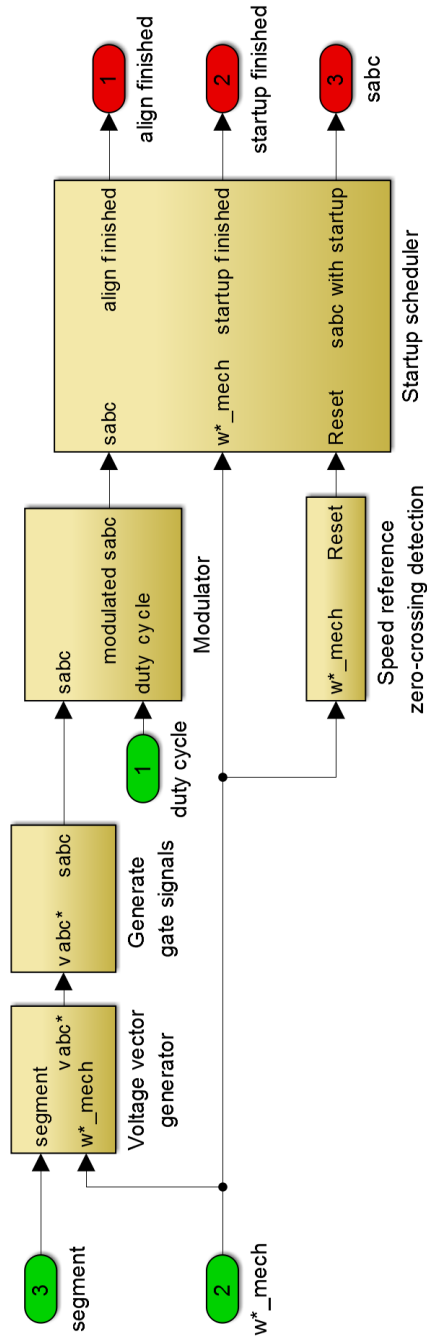 3
segment
2
w*_mech
segment
v abc*
w*_mech
Voltage vector
generator
v abc*
sabc
Generate
gate signals
1
duty cycle
sabc
modulated sabc
duty cycle
Modulator
w*_mech
Reset
Speed reference
zero-crossing detection
sabc
align finished
w*_mech
startup finished
Reset
sabc with startup
Startup scheduler
1
align finished
2
startup finished
3
sabc